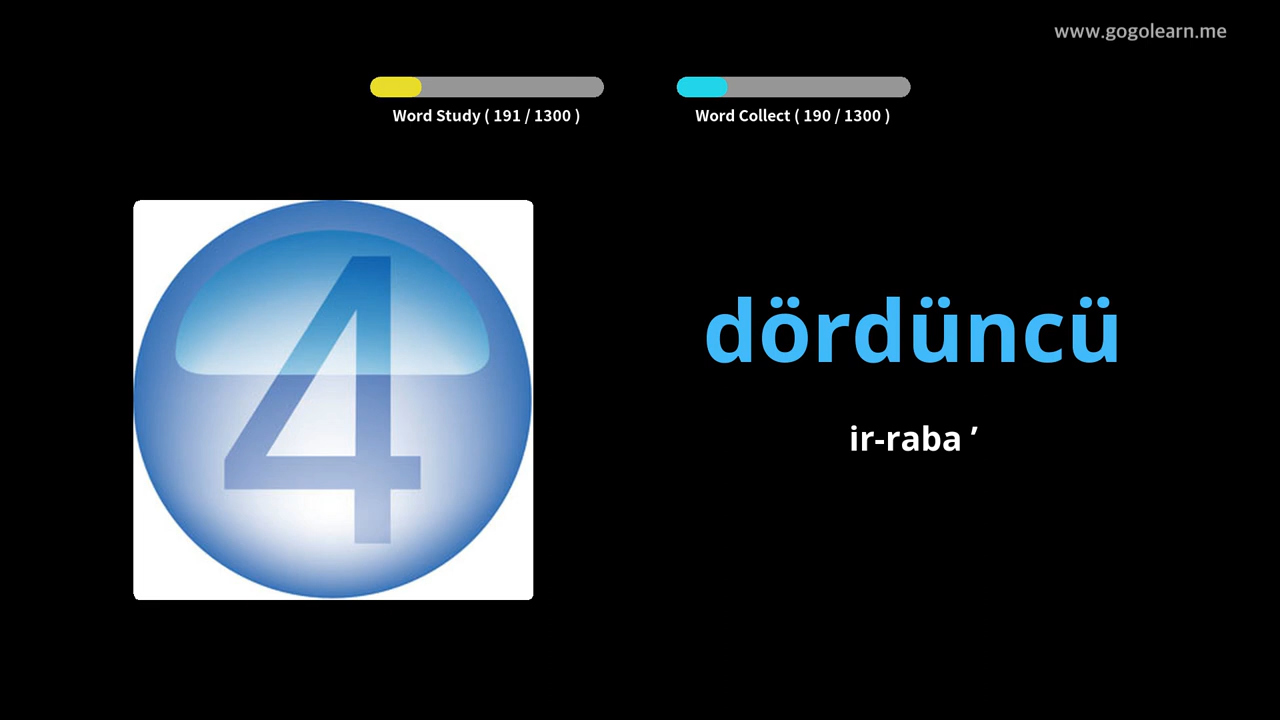 www.gogolearn.me
Word Study ( 191 / 1300 )
Word Collect ( 190 / 1300 )
4
dördüncü
ir-raba ’